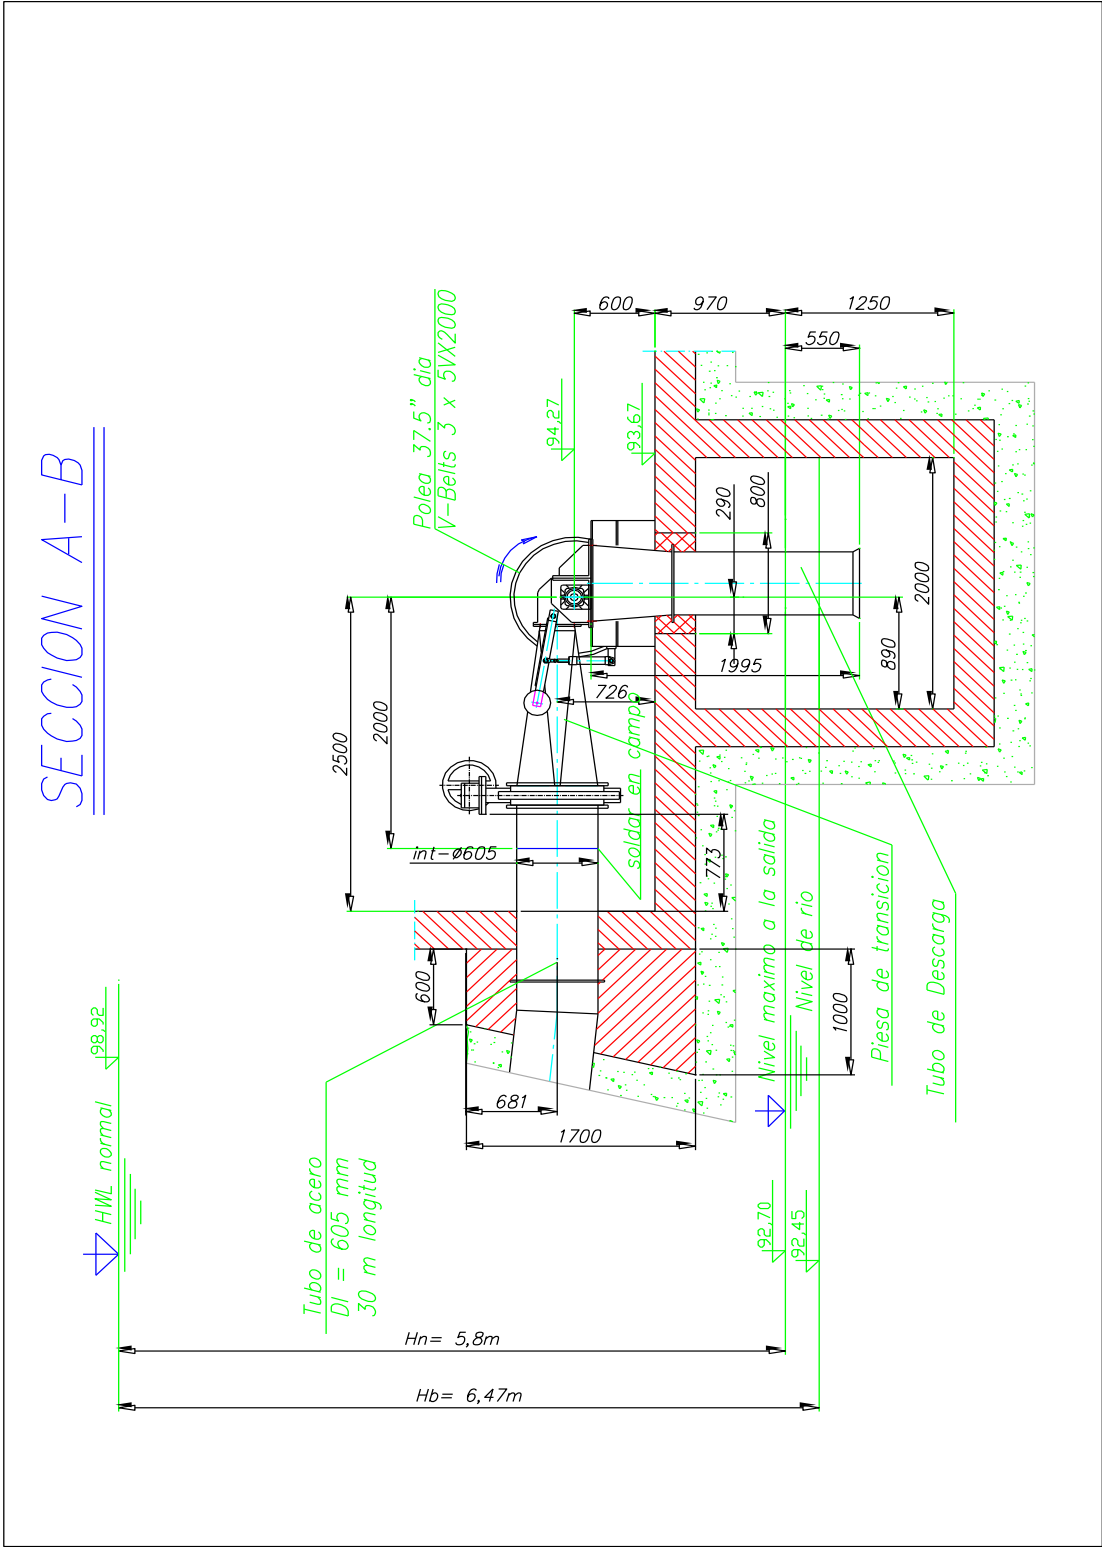 SECCION A-B
HWL normal
98,92
Polea 37.5" dia
V-Belts 3 x 5VX2000
94,27
93,67
600
970
1250
550
290
800
2000
890
1995
726
2500
2000
int-ø605
soldar en campo
773
600
681
1700
1000
Tubo de acero
DI = 605 mm
30 m longitud
Nivel maximo a la salida
Nivel de rio
Piesa de transicion
Tubo de Descarga
92,70
92,45
Hn= 5,8m
Hb= 6,47m